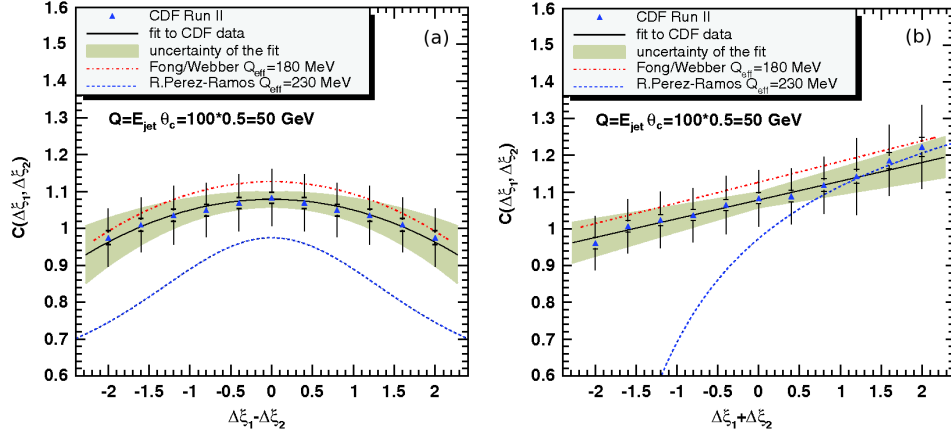 CDF Run II
fit to CDF data
uncertainty of the fit
Fong/Webber Q_eff=180 MeV
R.Perez-Ramos Q_eff=230 MeV
(a)
Q=E_jet θ_c=100*0.5=50 GeV
C(Δξ₁, Δξ₂)
1.6
1.5
1.4
1.3
1.2
1.1
1
0.9
0.8
0.7
0.6
-2 -1.5 -1 -0.5 0 0.5 1 1.5 2
Δξ₁-Δξ₂
CDF Run II
fit to CDF data
uncertainty of the fit
Fong/Webber Q_eff=180 MeV
R.Perez-Ramos Q_eff=230 MeV
(b)
Q=E_jet θ_c=100*0.5=50 GeV
C(Δξ₁, Δξ₂)
1.6
1.5
1.4
1.3
1.2
1.1
1
0.9
0.8
0.7
0.6
-2 -1.5 -1 -0.5 0 0.5 1 1.5 2
Δξ₁+Δξ₂